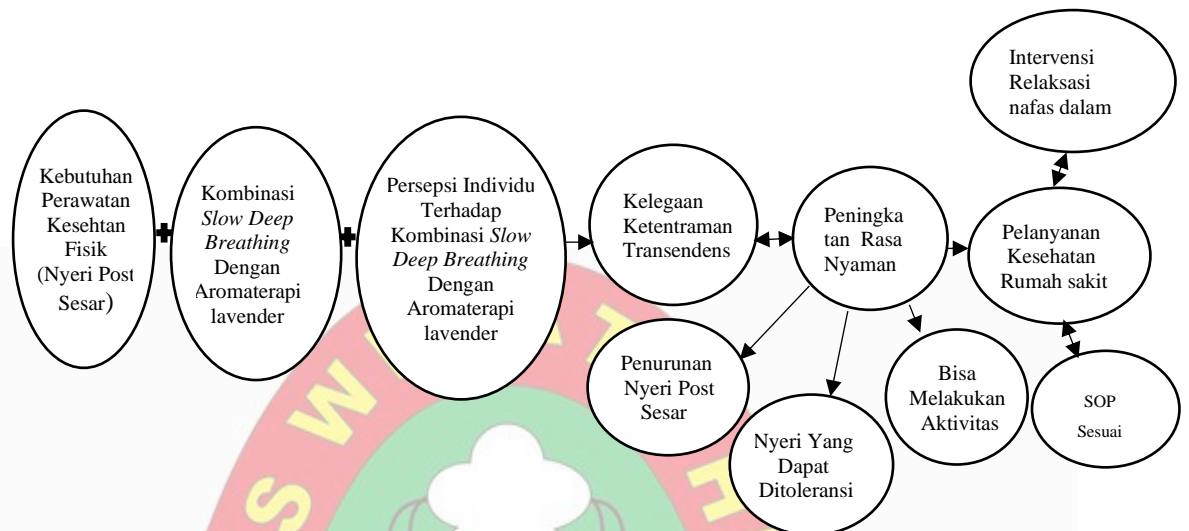 Kebutuhan
Perawatan
Kesehtan
Fisik
(Nyeri Post
Sesar)
Kombinasi
Slow Deep
Breathing
Dengan
Aromaterapi
lavender
Persepsi Individu
Terhadap
Kombinasi Slow
Deep Breathing
Dengan
Aromaterapi
lavender
Kelegaan
Ketentraman
Transendens
Peningka
tan Rasa
Nyaman
Intervensi
Relaksasi
nafas dalam
Pelanyanan
Kesehatan
Rumah sakit
Penurunan
Nyeri Post
Sesar
Nyeri Yang
Dapat
Ditoleransi
Bisa
Melakukan
Aktivitas
SOP
Sesuai